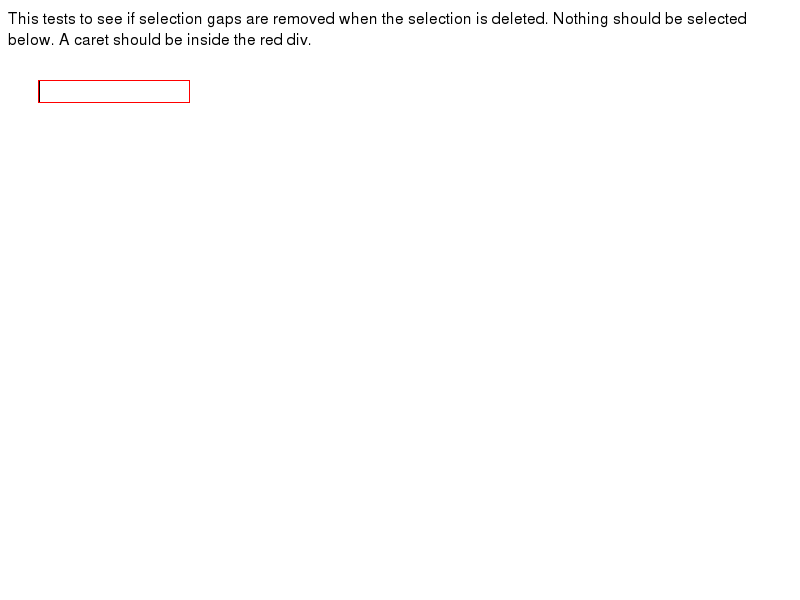 This tests to see if selection gaps are removed when the selection is deleted. Nothing should be selected
below. A caret should be inside the red div.